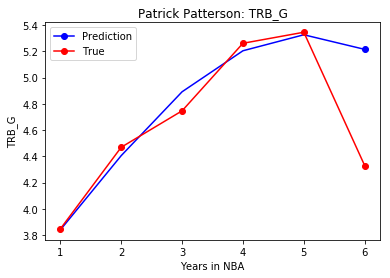 Patrick Patterson: TRB_G
Prediction
True
5.4
5.2
5.0
4.8
4.6
4.4
4.2
4.0
3.8
TRB_G
1 2 3 4 5 6
Years in NBA